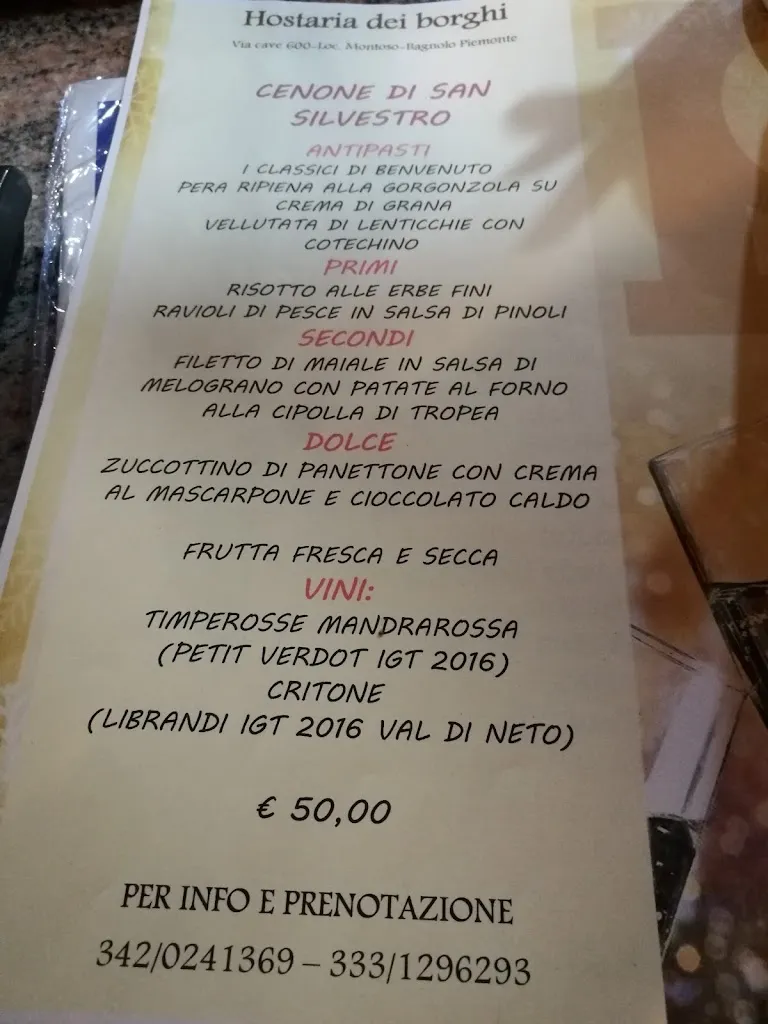 Hostaria dei borghi
Via cave 600-Loc. Montoso-Bagnolo Piemonte
CENONE DI SAN
SILVESTRO
ANTIPASTI
I CLASSICI DI BENVENUTO
PERA RIPIENA ALLA GORGONZOLA SU
CREMA DI GRANA
VELLUTATA DI LENTICCHIE CON
COTECHINO
PRIMI
RISOTTO ALLE ERBE FINI
RAVIOLI DI PESCE IN SALSA DI PINOLI
SECONDI
FILETTO DI MAIALE IN SALSA DI
MELOGRANO CON PATATE AL FORNO
ALLA CIPOLLA DI TROPEA
DOLCE
ZUCCOTTINO DI PANETTONE CON CREMA
AL MASCARPONE E CIOCCOLATO CALDO
FRUTTA FRESCA E SECCA
VINI:
TIMPEROSSE MANDRAROSSA
(PETIT VERDOT IGT 2016)
CRITONE
(LIBRANDI IGT 2016 VAL DI NETO)
€ 50,00
PER INFO E PRENOTAZIONE
342/0241369 – 333/1296293